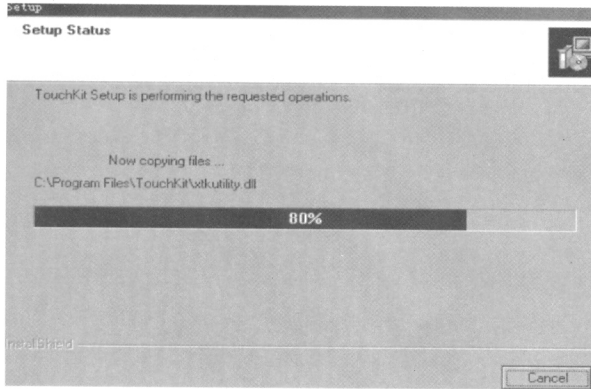 Setup
Setup Status
TouchKit Setup is performing the requested operations.
Now copying files ...
C:\Program Files\TouchKit\xtkutility.dll
80%
InstallShield
Cancel